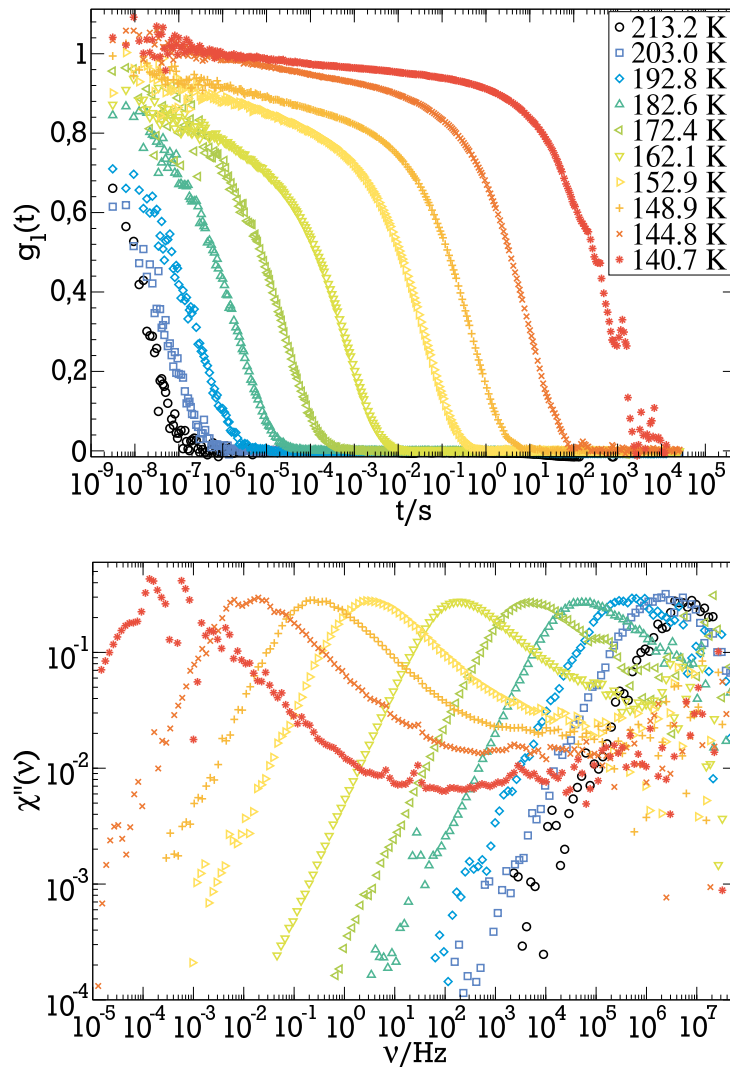 1
0,8
0,6
0,4
0,2
0
g₁(t)
213.2 K
203.0 K
192.8 K
182.6 K
172.4 K
162.1 K
152.9 K
148.9 K
144.8 K
140.7 K
10⁻⁹ 10⁻⁸ 10⁻⁷ 10⁻⁶ 10⁻⁵ 10⁻⁴ 10⁻³ 10⁻² 10⁻¹ 10⁰ 10¹ 10² 10³ 10⁴ 10⁵
t/s
10⁻¹
10⁻²
10⁻³
10⁻⁴
χ"(ν)
10⁻⁵ 10⁻⁴ 10⁻³ 10⁻² 10⁻¹ 10⁰ 10¹ 10² 10³ 10⁴ 10⁵ 10⁶ 10⁷
ν/Hz